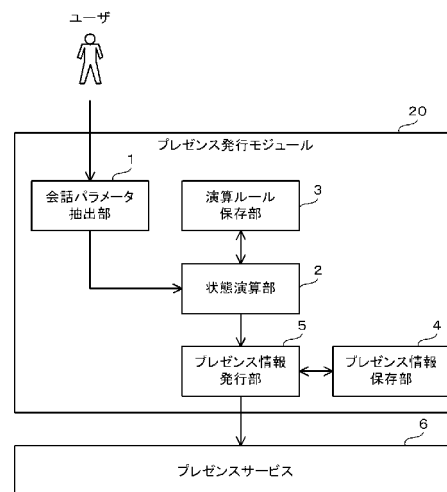 ユーザ
20
プレゼンス発行モジュール
1
会話パラメータ
抽出部
3
演算ルール
保存部
2
状態演算部
5
プレゼンス情報
発行部
4
プレゼンス情報
保存部
6
プレゼンスサービス